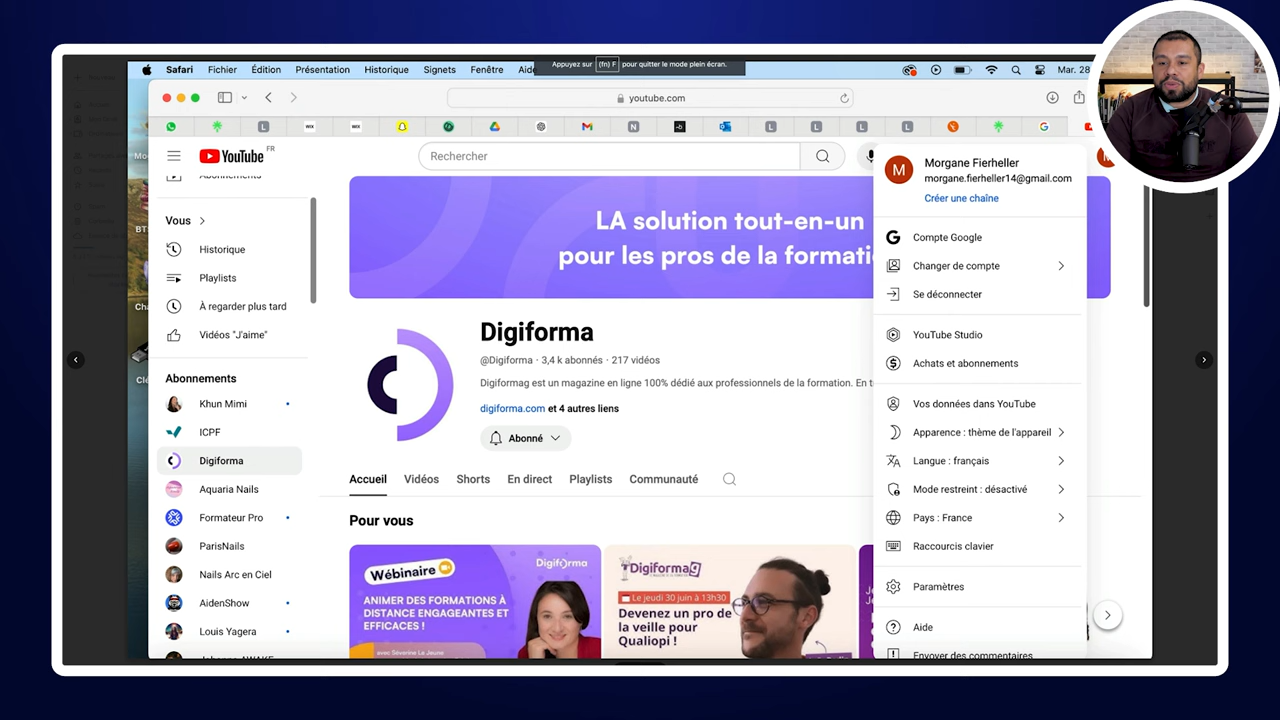 Safari Fichier Édition Présentation Historique Signets Fenêtre Aide
Appuyez sur (fn) F pour quitter le mode plein écran.
Mar. 28
youtube.com
YouTube FR
Rechercher
Abonnements
Vous
Historique
Playlists
À regarder plus tard
Vidéos "J'aime"
Abonnements
Khun Mimi
ICPF
Digiforma
Aquaria Nails
Formateur Pro
ParisNails
Nails Arc en Ciel
AidenShow
Louis Yagera
LA solution tout-en-un
pour les pros de la formati
Digiforma
@Digiforma · 3,4 k abonnés · 217 vidéos
Digiformag est un magazine en ligne 100% dédié aux professionnels de la formation. En t
digiforma.com et 4 autres liens
Abonné
Accueil Vidéos Shorts En direct Playlists Communauté
Pour vous
Wébinaire
Digiforma
ANIMER DES FORMATIONS À
DISTANCE ENGAGEANTES ET
EFFICACES !
avec Séverine La Jeune
Digiformag
Le jeudi 30 juin à 13h30
Devenez un pro de
la veille pour
Qualiopi !
M
Morgane Fierheller
morgane.fierheller14@gmail.com
Créer une chaîne
Compte Google
Changer de compte
Se déconnecter
YouTube Studio
Achats et abonnements
Vos données dans YouTube
Apparence : thème de l'appareil
Langue : français
Mode restreint : désactivé
Pays : France
Raccourcis clavier
Paramètres
Aide
Envoyer des commentaires